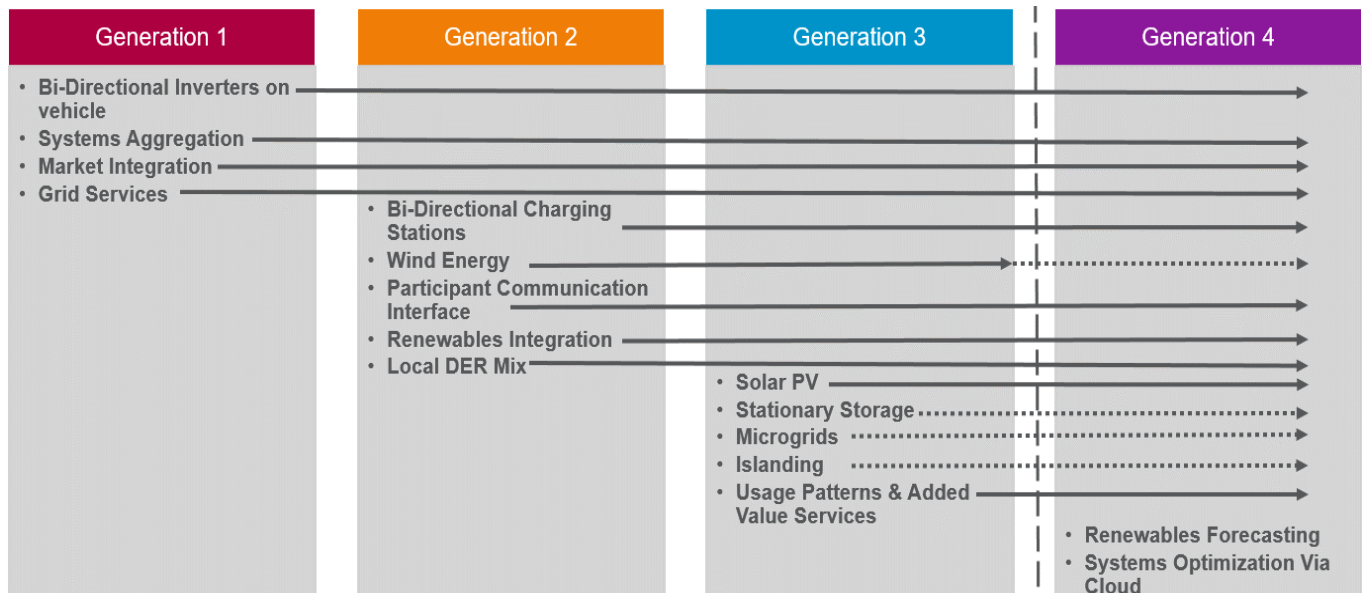 Generation 1
Generation 2
Generation 3
Generation 4
• Bi-Directional Inverters on
vehicle
• Systems Aggregation
• Market Integration
• Grid Services
• Bi-Directional Charging
Stations
• Wind Energy
• Participant Communication
Interface
• Renewables Integration
• Local DER Mix
• Solar PV
• Stationary Storage
• Microgrids
• Islanding
• Usage Patterns & Added
Value Services
• Renewables Forecasting
• Systems Optimization Via
Cloud